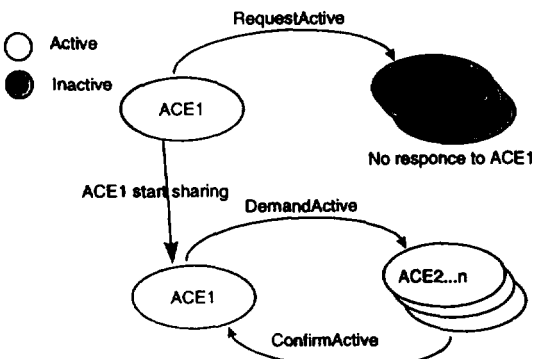 RequestActive
Active
Inactive
ACE1
No responce to ACE1
ACE1 start sharing
DemandActive
ACE1
ACE2...n
ConfirmActive